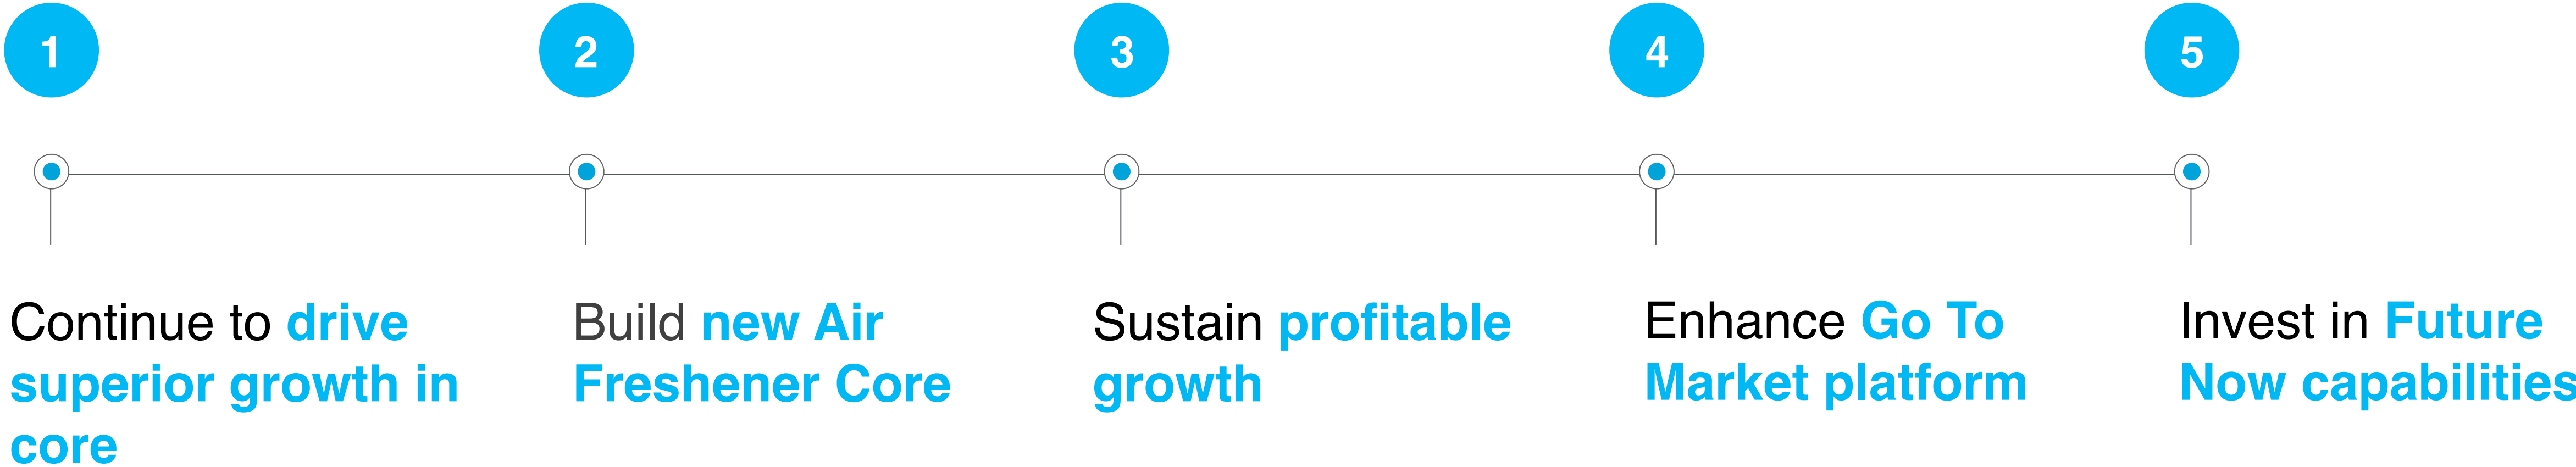 1
2
3
4
5
Continue to drive
superior growth in
core
Build new Air
Freshener Core
Sustain profitable
growth
Enhance Go To
Market platform
Invest in Future
Now capabilities